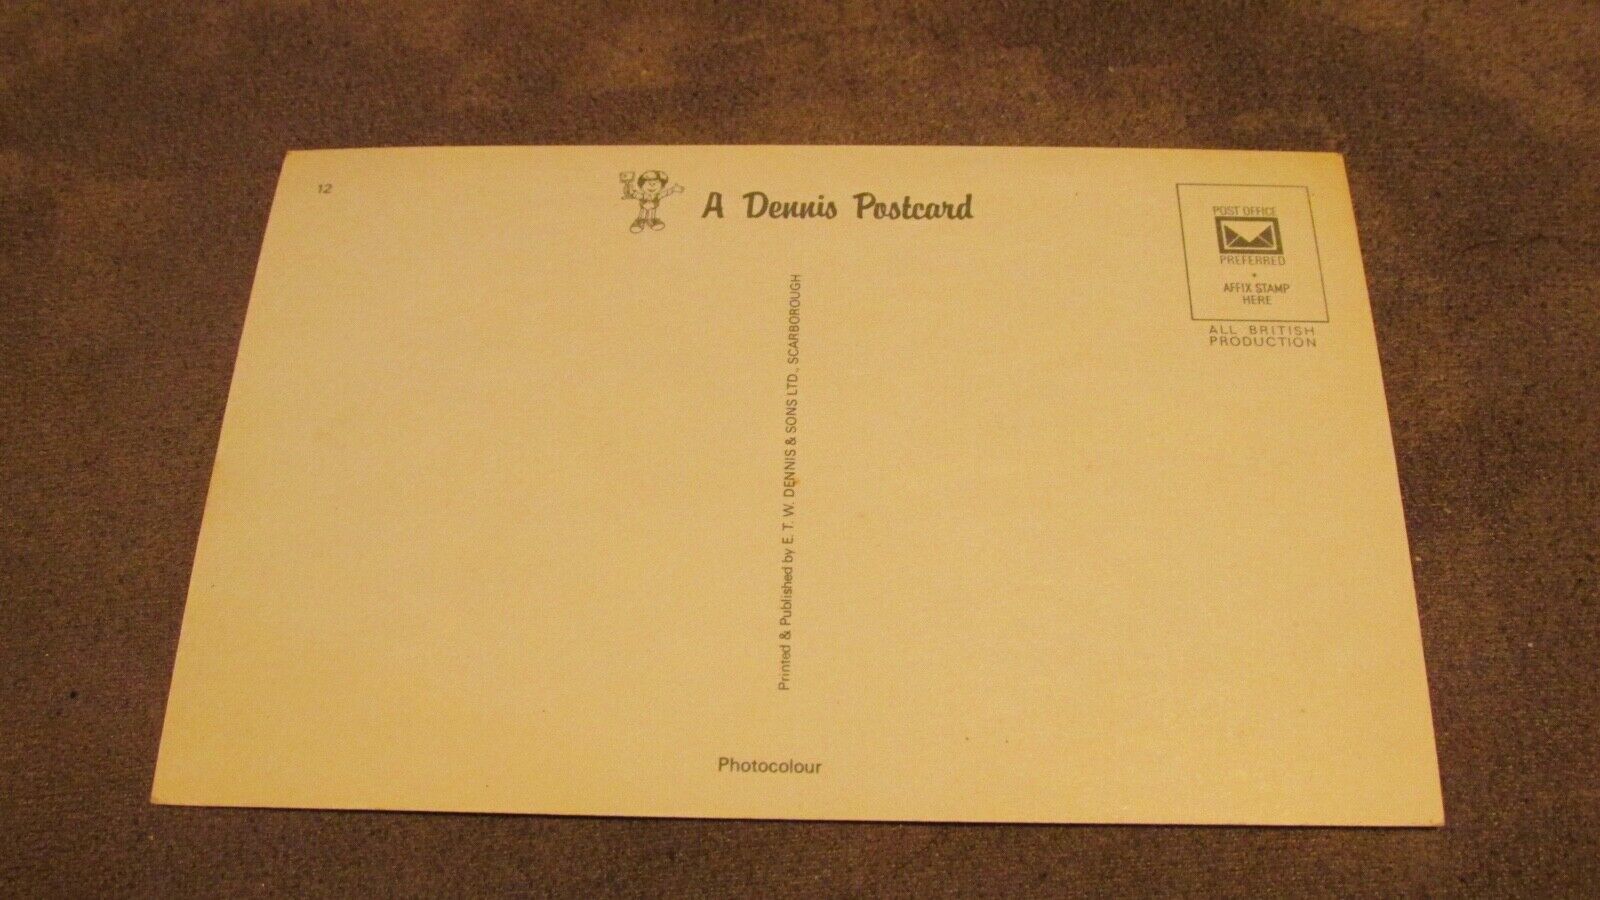 12
A Dennis Postcard
POST OFFICE
PREFERRED
AFFIX STAMP
HERE
ALL BRITISH
PRODUCTION
Printed & Published by E. T. W. DENNIS & SONS LTD., SCARBOROUGH
Photocolour